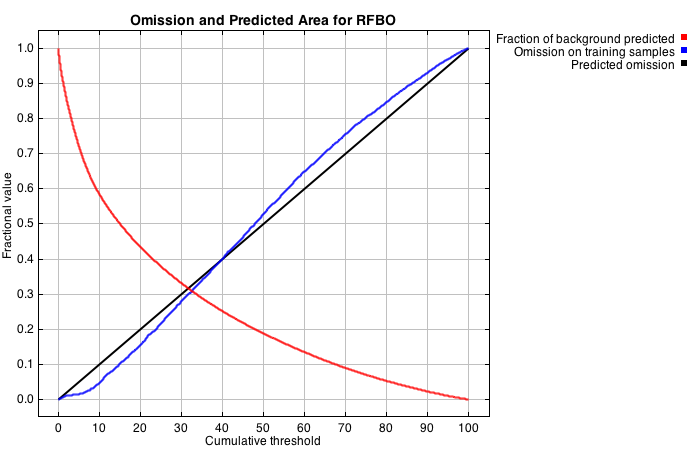 Omission and Predicted Area for RFBO
Fraction of background predicted
Omission on training samples
Predicted omission
Fractional value
1.0
0.9
0.8
0.7
0.6
0.5
0.4
0.3
0.2
0.1
0.0
0 10 20 30 40 50 60 70 80 90 100
Cumulative threshold